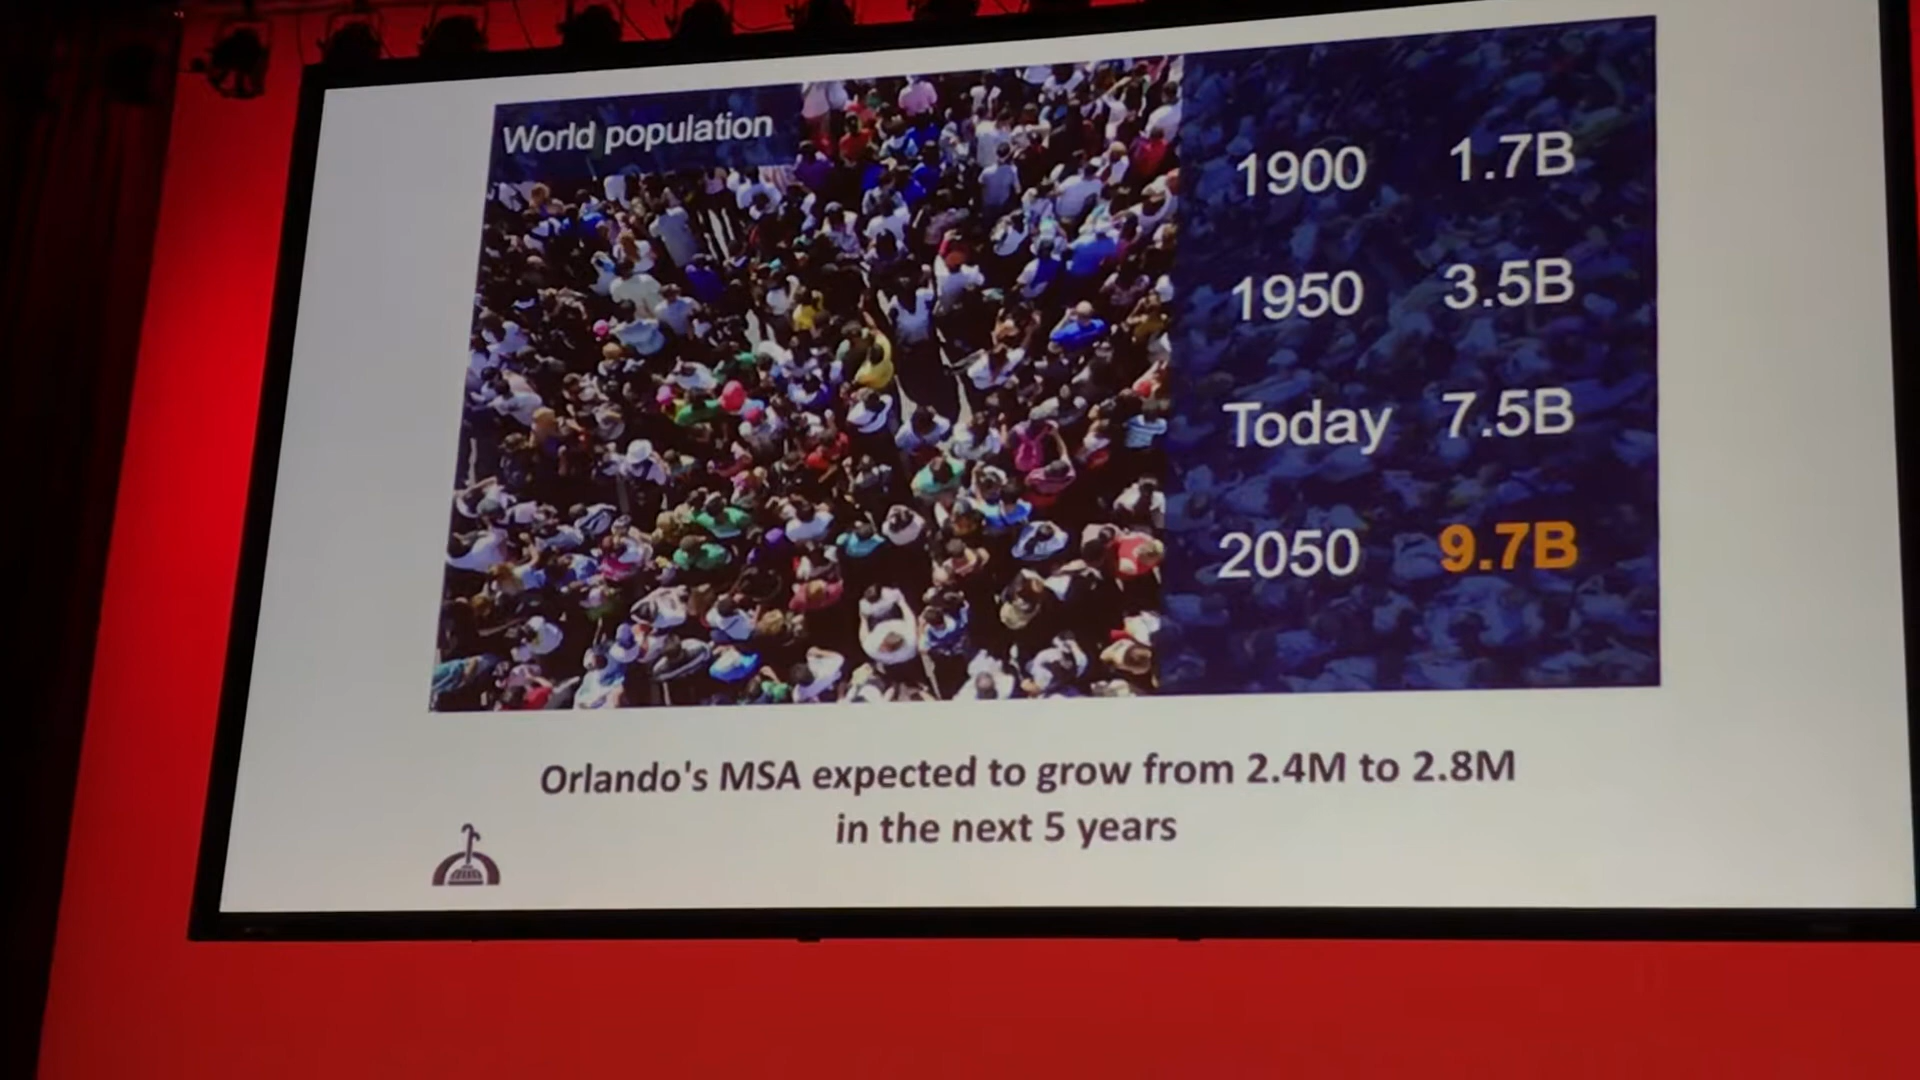 World population
1900 1.7B
1950 3.5B
Today 7.5B
2050 9.7B
Orlando's MSA expected to grow from 2.4M to 2.8M
in the next 5 years